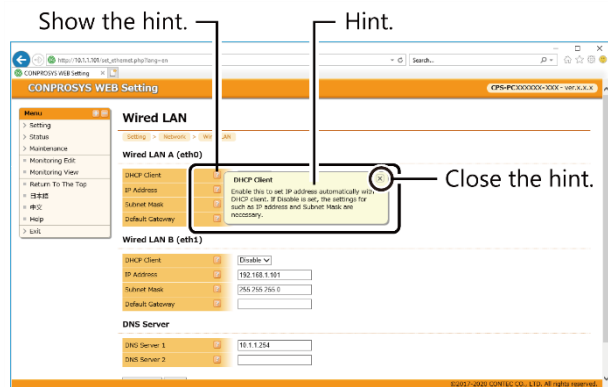 Show the hint.
Hint.
http://10.1.1.101/set_ethernet.php?lang=en
Search...
CONPROSYS WEB Setting
CONPROSYS WEB Setting
CPS-PCXXXXXX-XXX - ver.x.x.x
Menu
> Setting
> Status
> Maintenance
Monitoring Edit
Monitoring View
Return To The Top
日本語
中文
Help
> Exit
Wired LAN
Setting > Network > Wired LAN
Wired LAN A (eth0)
DHCP Client
IP Address
Subnet Mask
Default Gateway
DHCP Client
Enable this to set IP address automatically with
DHCP client. If Disable is set, the settings for
such as IP address and Subnet Mask are
necessary.
Close the hint.
Wired LAN B (eth1)
DHCP Client
Disable
IP Address
192.168.1.101
Subnet Mask
255.255.255.0
Default Gateway
DNS Server
DNS Server 1
10.1.1.254
DNS Server 2
©2017-2020 CONTEC CO., LTD. All rights reserved.